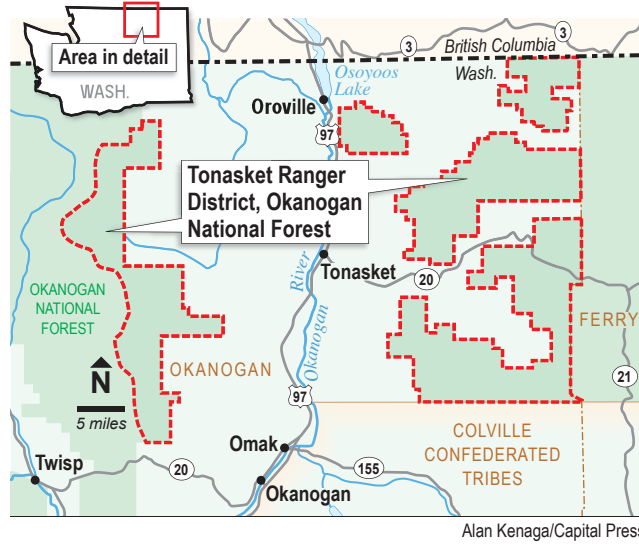 Area in detail
WASH.
3
British Columbia
3
Wash.
Osoyoos
Lake
Oroville
97
Tonasket Ranger
District, Okanogan
National Forest
River
Tonasket
20
OKANOGAN
NATIONAL
FOREST
Okanogan
FERRY
OKANOGAN
N
5 miles
97
21
COLVILLE
CONFEDERATED
TRIBES
Omak
Twisp
20
155
Okanogan
Alan Kenaga/Capital Press